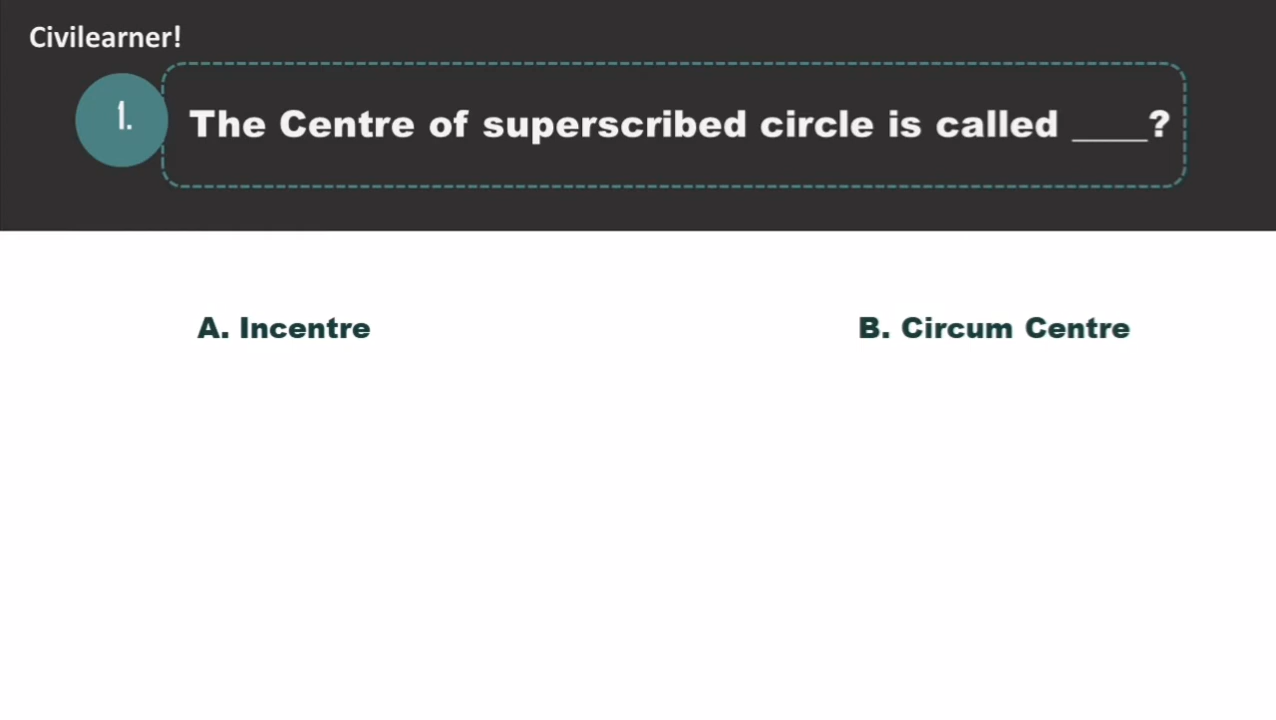 Civilearner!
1.
The Centre of superscribed circle is called ____?
A. Incentre
B. Circum Centre